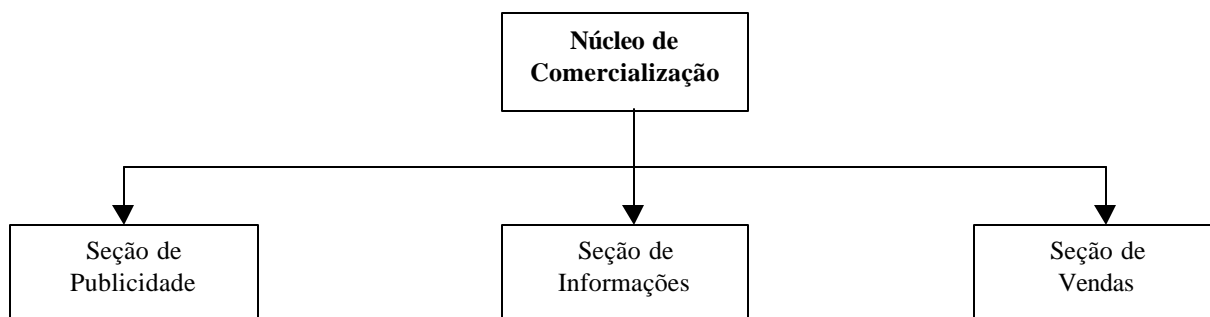 Núcleo de
Comercialização
Seção de
Publicidade
Seção de
Informações
Seção de
Vendas